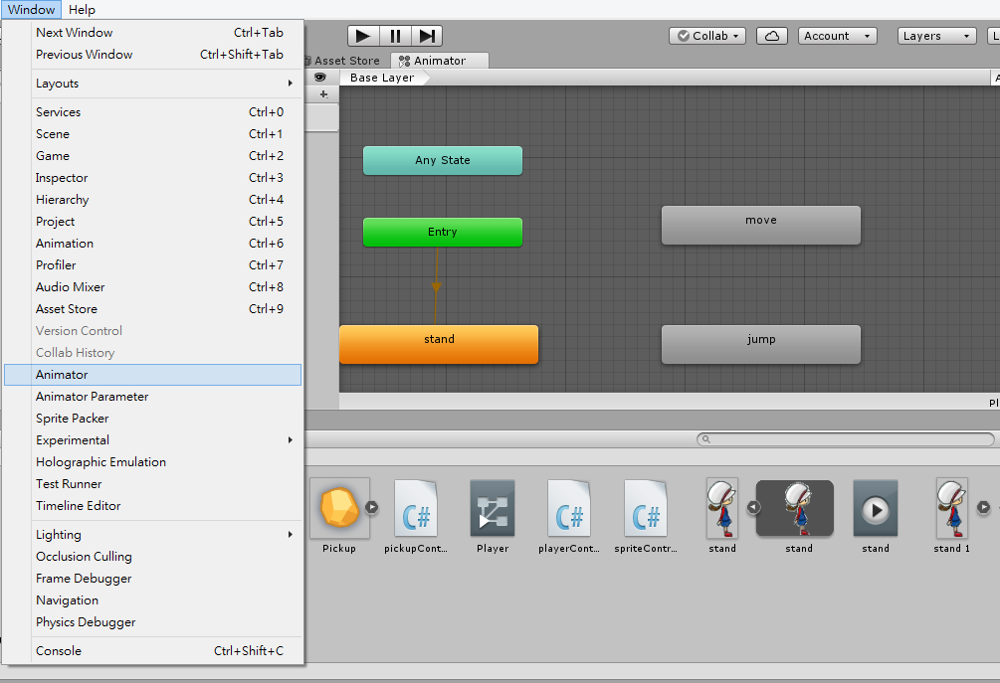 Window Help
Next Window Ctrl+Tab
Previous Window Ctrl+Shift+Tab
Layouts
Services Ctrl+0
Scene Ctrl+1
Game Ctrl+2
Inspector Ctrl+3
Hierarchy Ctrl+4
Project Ctrl+5
Animation Ctrl+6
Profiler Ctrl+7
Audio Mixer Ctrl+8
Asset Store Ctrl+9
Version Control
Collab History
Animator
Animator Parameter
Sprite Packer
Experimental
Holographic Emulation
Test Runner
Timeline Editor
Lighting
Occlusion Culling
Frame Debugger
Navigation
Physics Debugger
Console Ctrl+Shift+C
Collab Account Layers L
Asset Store Animator
Base Layer A
Any State
Entry
move
stand
jump
Pl
C# C# C#
Pickup pickupCont... Player playerCont... spriteContr... stand stand stand stand 1